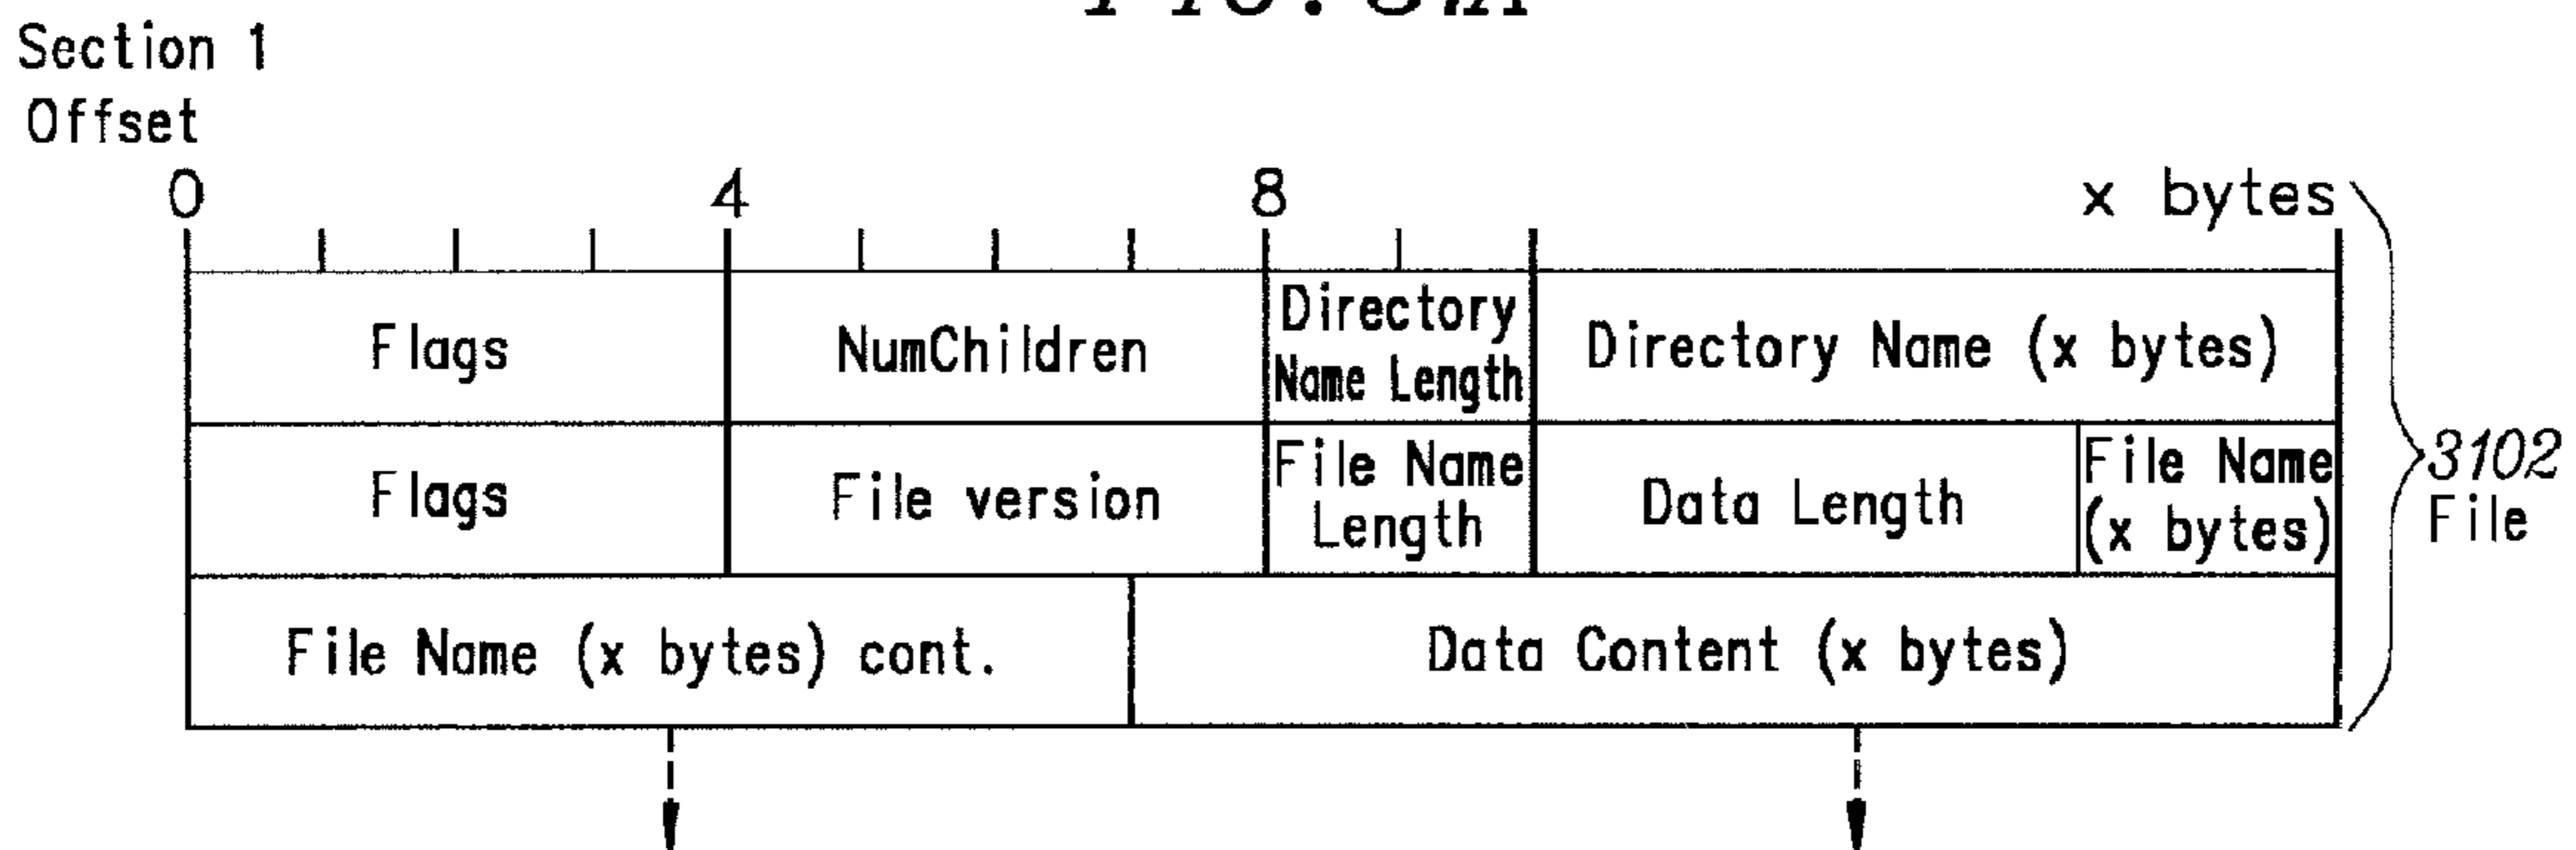 Section 1
Offset
0 4 8 x bytes
Flags NumChildren Directory Name Length Directory Name (x bytes)
Flags File version File Name Length Data Length File Name (x bytes)
3102
File
File Name (x bytes) cont. Data Content (x bytes)